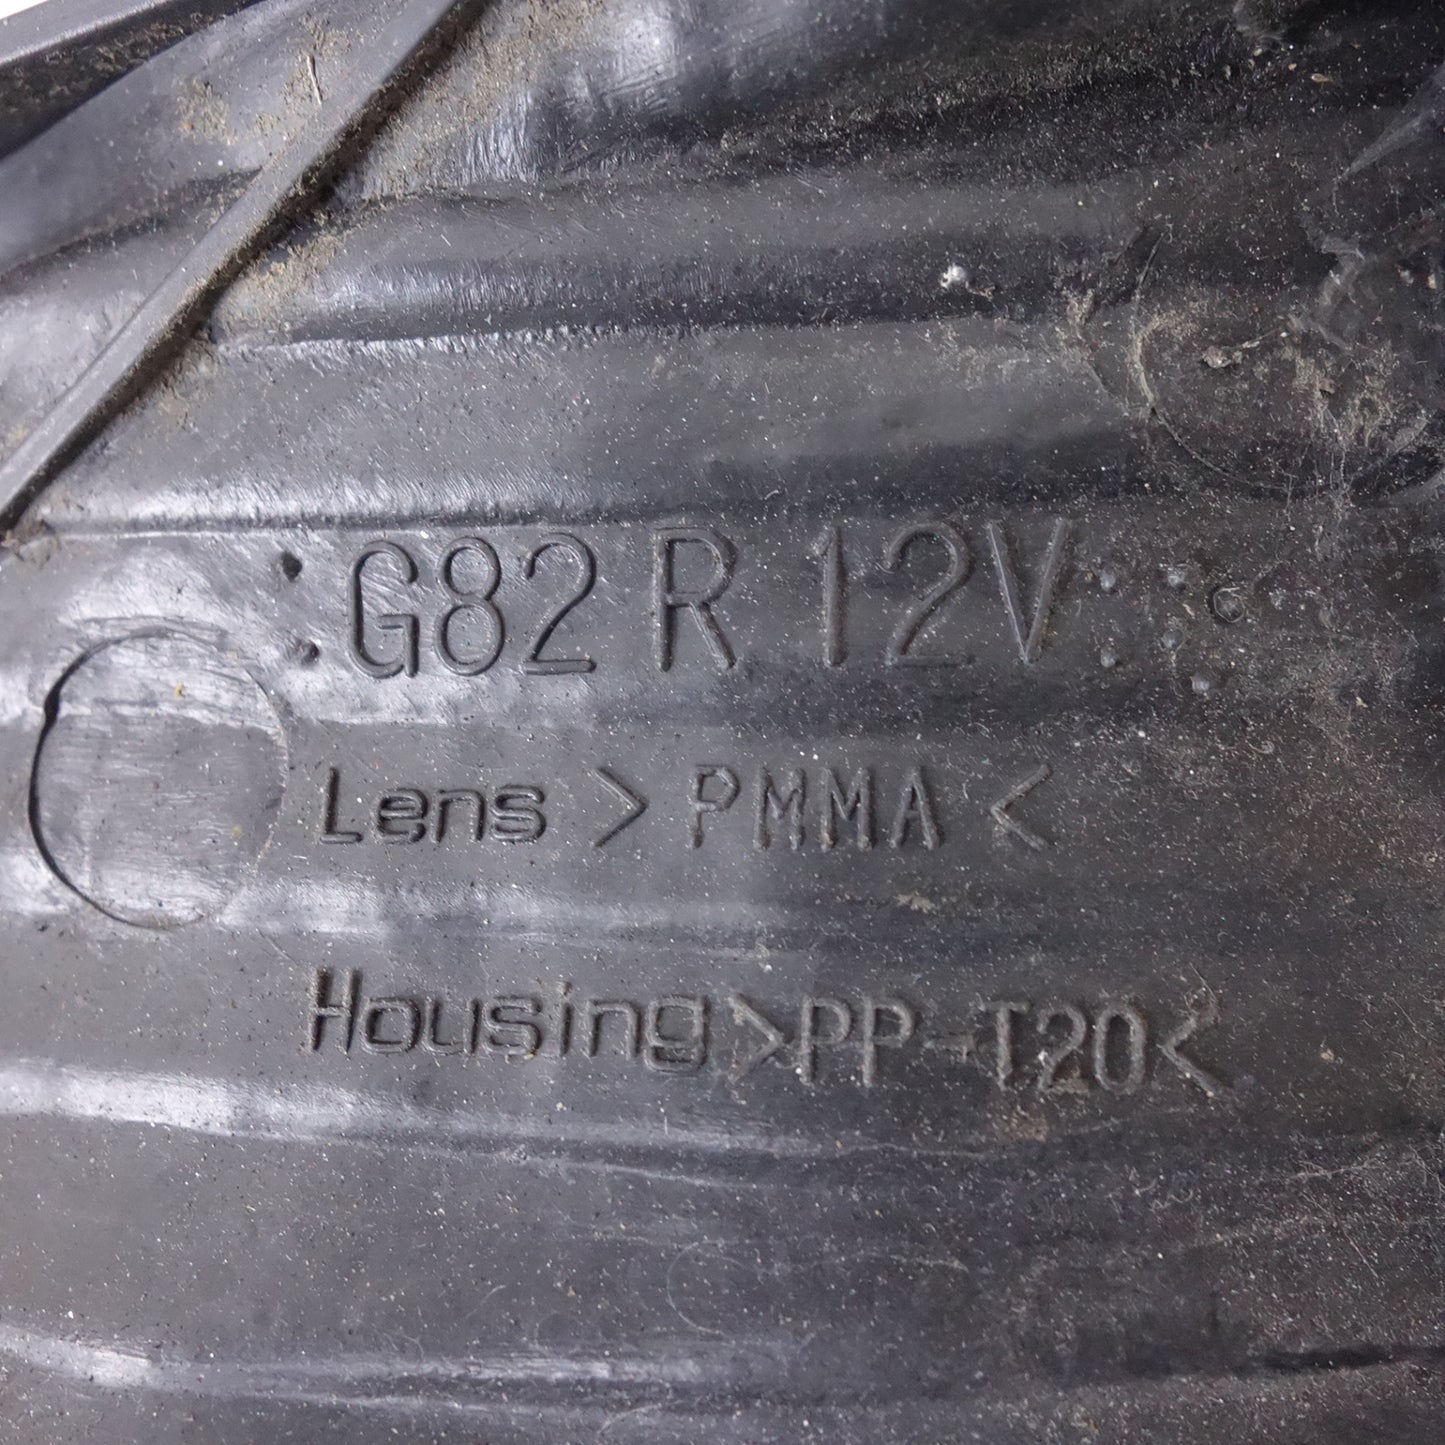 G82 R 12V
Lens >PMMA<
Housing >PP-T20<